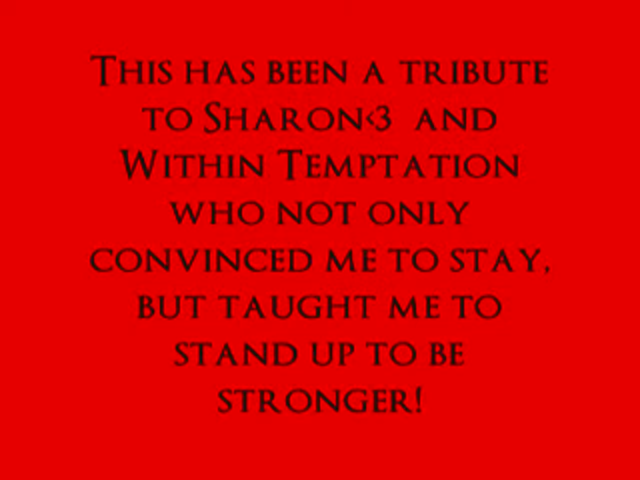 This has been a tribute
to Sharon<3 and
Within Temptation
who not only
convinced me to stay,
but taught me to
stand up to be
stronger!